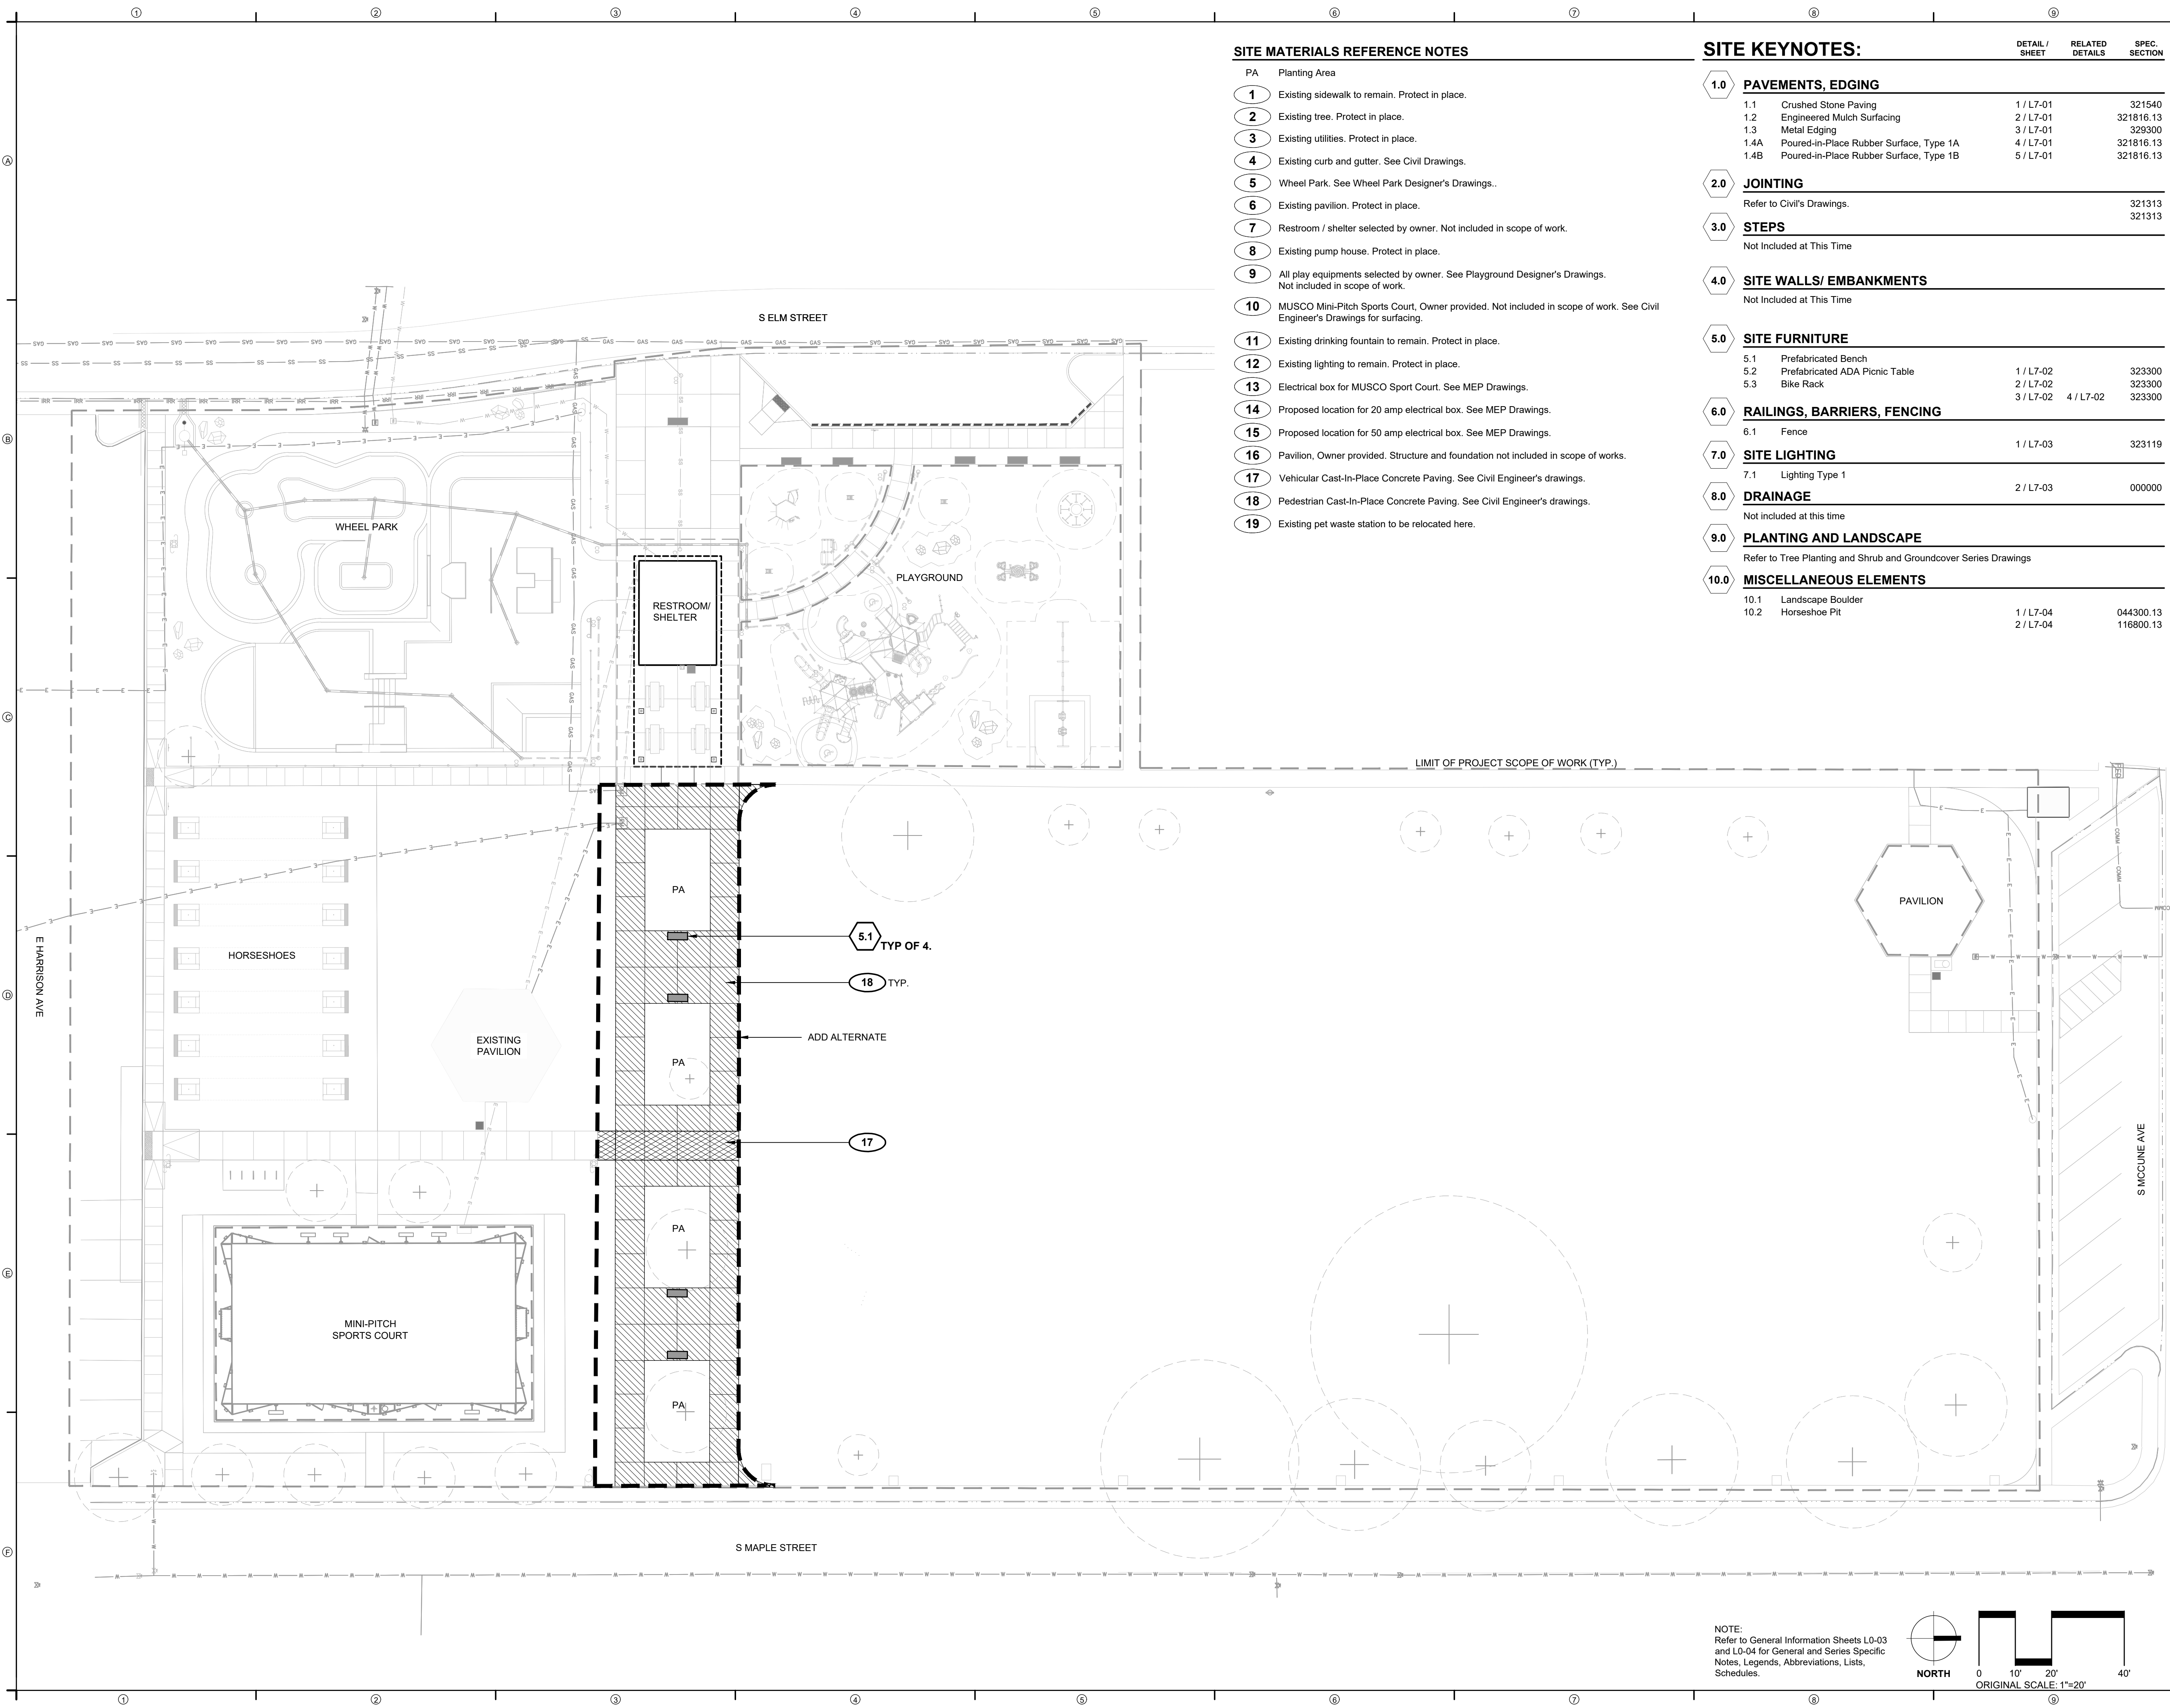 1 2 3 4 5 6 7 8 9
SITE MATERIALS REFERENCE NOTES
PA Planting Area
1 Existing sidewalk to remain. Protect in place.
2 Existing tree. Protect in place.
3 Existing utilities. Protect in place.
4 Existing curb and gutter. See Civil Drawings.
5 Wheel Park. See Wheel Park Designer's Drawings..
6 Existing pavilion. Protect in place.
7 Restroom / shelter selected by owner. Not included in scope of work.
8 Existing pump house. Protect in place.
9 All play equipments selected by owner. See Playground Designer's Drawings.
Not included in scope of work.
10 MUSCO Mini-Pitch Sports Court, Owner provided. Not included in scope of work. See Civil
Engineer's Drawings for surfacing.
11 Existing drinking fountain to remain. Protect in place.
12 Existing lighting to remain. Protect in place.
13 Electrical box for MUSCO Sport Court. See MEP Drawings.
14 Proposed location for 20 amp electrical box. See MEP Drawings.
15 Proposed location for 50 amp electrical box. See MEP Drawings.
16 Pavilion, Owner provided. Structure and foundation not included in scope of works.
17 Vehicular Cast-In-Place Concrete Paving. See Civil Engineer's drawings.
18 Pedestrian Cast-In-Place Concrete Paving. See Civil Engineer's drawings.
19 Existing pet waste station to be relocated here.
SITE KEYNOTES:
DETAIL / SHEET
RELATED DETAILS
SPEC. SECTION
1.0 PAVEMENTS, EDGING
1.1 Crushed Stone Paving 1 / L7-01 321540
1.2 Engineered Mulch Surfacing 2 / L7-01 321816.13
1.3 Metal Edging 3 / L7-01 329300
1.4A Poured-in-Place Rubber Surface, Type 1A 4 / L7-01 321816.13
1.4B Poured-in-Place Rubber Surface, Type 1B 5 / L7-01 321816.13
2.0 JOINTING
Refer to Civil's Drawings. 321313
321313
3.0 STEPS
Not Included at This Time
4.0 SITE WALLS/ EMBANKMENTS
Not Included at This Time
5.0 SITE FURNITURE
5.1 Prefabricated Bench
5.2 Prefabricated ADA Picnic Table 1 / L7-02 323300
5.3 Bike Rack 2 / L7-02 323300
3 / L7-02 4 / L7-02 323300
6.0 RAILINGS, BARRIERS, FENCING
6.1 Fence
1 / L7-03 323119
7.0 SITE LIGHTING
7.1 Lighting Type 1
2 / L7-03 000000
8.0 DRAINAGE
Not included at this time
9.0 PLANTING AND LANDSCAPE
Refer to Tree Planting and Shrub and Groundcover Series Drawings
10.0 MISCELLANEOUS ELEMENTS
10.1 Landscape Boulder
10.2 Horseshoe Pit 1 / L7-04 044300.13
2 / L7-04 116800.13
A
B
C
D
E
F
S ELM STREET
WHEEL PARK
PLAYGROUND
RESTROOM/
SHELTER
LIMIT OF PROJECT SCOPE OF WORK (TYP.)
PA
PAVILION
5.1 TYP OF 4.
HORSESHOES
E HARRISON AVE
18 TYP.
ADD ALTERNATE
EXISTING
PAVILION
PA
17
S MCCUNE AVE
PA
MINI-PITCH
SPORTS COURT
PA
S MAPLE STREET
NOTE:
Refer to General Information Sheets L0-03
and L0-04 for General and Series Specific
Notes, Legends, Abbreviations, Lists,
Schedules.
NORTH
0 10' 20' 40'
ORIGINAL SCALE: 1"=20'
1 2 3 4 5 6 7 8 9